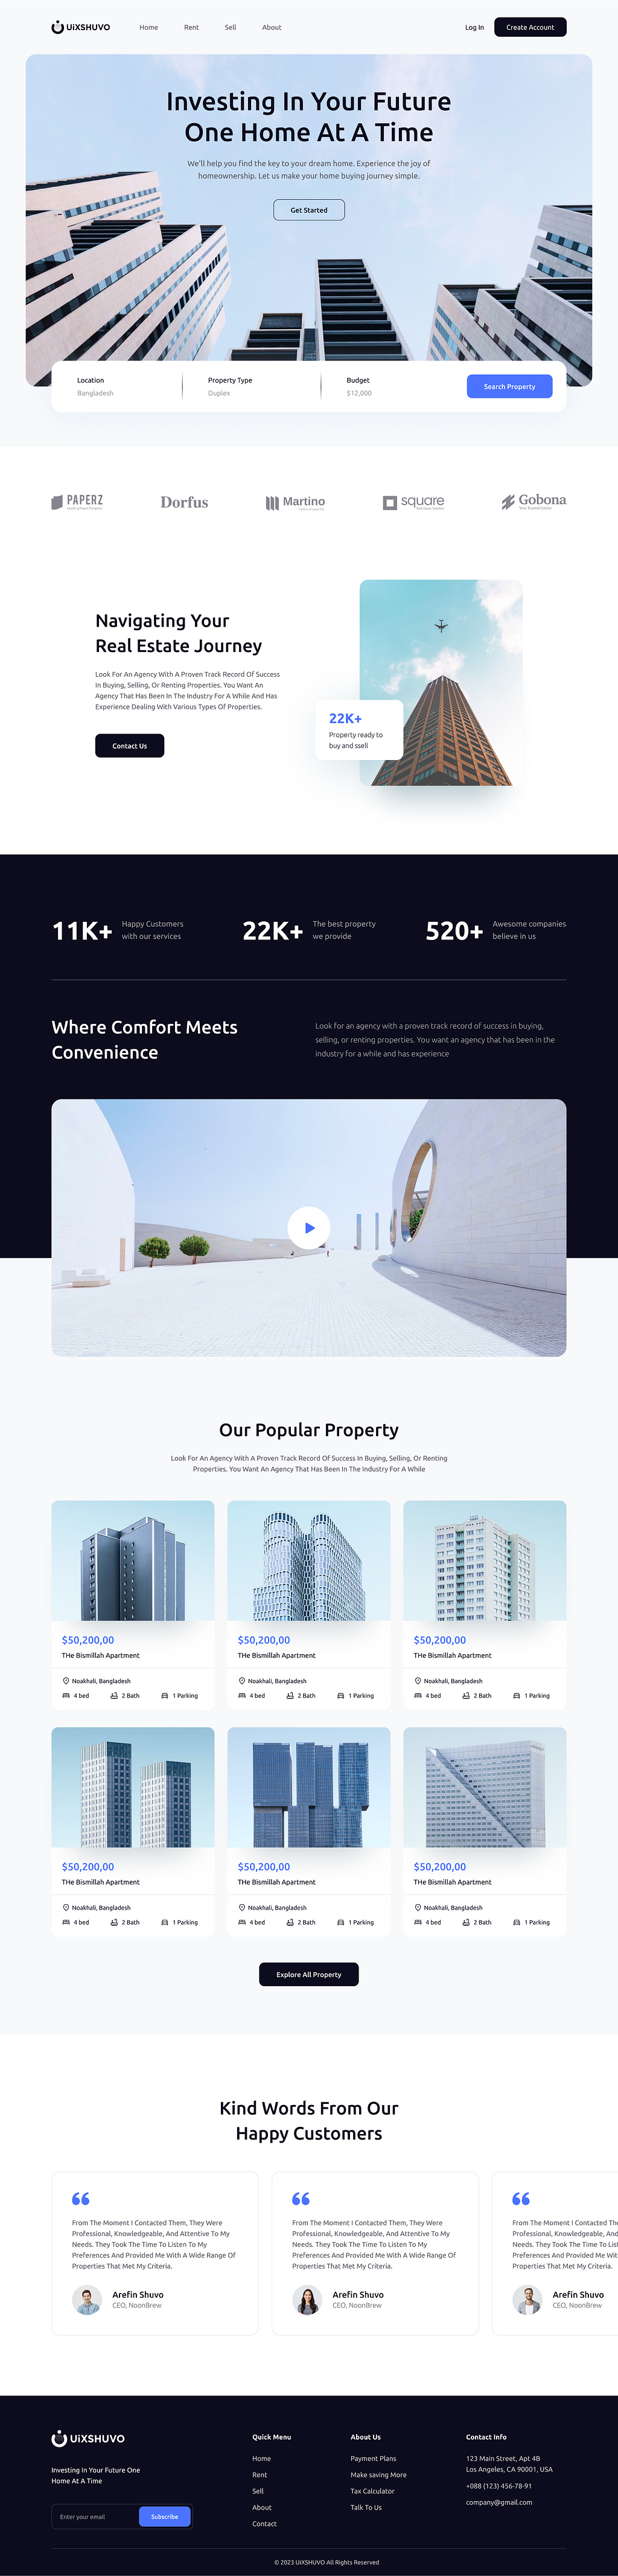 UiXSHUVO
Home Rent Sell About
Log In Create Account
Investing In Your Future
One Home At A Time
We'll help you find the key to your dream home. Experience the joy of
homeownership. Let us make your home buying journey simple.
Get Started
Location Property Type Budget
Bangladesh Duplex $12,000
Search Property
PAPERZ Dorfus Martino square Gobona
Navigating Your
Real Estate Journey
Look For An Agency With A Proven Track Record Of Success
In Buying, Selling, Or Renting Properties. You Want An
Agency That Has Been In The Industry For A While And Has
Experience Dealing With Various Types Of Properties.
Contact Us
22K+
Property ready to
buy and ssell
11K+ Happy Customers
with our services
22K+ The best property
we provide
520+ Awesome companies
believe in us
Where Comfort Meets
Convenience
Look for an agency with a proven track record of success in buying,
selling, or renting properties. You want an agency that has been in the
industry for a while and has experience
Our Popular Property
Look For An Agency With A Proven Track Record Of Success In Buying, Selling, Or Renting
Properties. You Want An Agency That Has Been In The Industry For A While
$50,200,00 $50,200,00 $50,200,00
THe Bismillah Apartment THe Bismillah Apartment THe Bismillah Apartment
Noakhali, Bangladesh Noakhali, Bangladesh Noakhali, Bangladesh
4 bed 2 Bath 1 Parking 4 bed 2 Bath 1 Parking 4 bed 2 Bath 1 Parking
$50,200,00 $50,200,00 $50,200,00
THe Bismillah Apartment THe Bismillah Apartment THe Bismillah Apartment
Noakhali, Bangladesh Noakhali, Bangladesh Noakhali, Bangladesh
4 bed 2 Bath 1 Parking 4 bed 2 Bath 1 Parking 4 bed 2 Bath 1 Parking
Explore All Property
Kind Words From Our
Happy Customers
From The Moment I Contacted Them, They Were
Professional, Knowledgeable, And Attentive To My
Needs. They Took The Time To Listen To My
Preferences And Provided Me With A Wide Range Of
Properties That Met My Criteria.
Arefin Shuvo
CEO, NoonBrew
From The Moment I Contacted Them, They Were
Professional, Knowledgeable, And Attentive To My
Needs. They Took The Time To Listen To My
Preferences And Provided Me With A Wide Range Of
Properties That Met My Criteria.
Arefin Shuvo
CEO, NoonBrew
From The Moment I Contacted
Professional, Knowledgeable,
Needs. They Took The Time To
Preferences And Provided Me
Properties That Met My Criteria.
Arefin Shuvo
CEO, NoonBrew
UiXSHUVO
Investing In Your Future One
Home At A Time
Enter your email Subscribe
Quick Menu
Home
Rent
Sell
About
Contact
About Us
Payment Plans
Make saving More
Tax Calculator
Talk To Us
Contact Info
123 Main Street, Apt 4B
Los Angeles, CA 90001, USA
+088 (123) 456-78-91
company@gmail.com
© 2023 UiXSHUVO All Rights Reserved